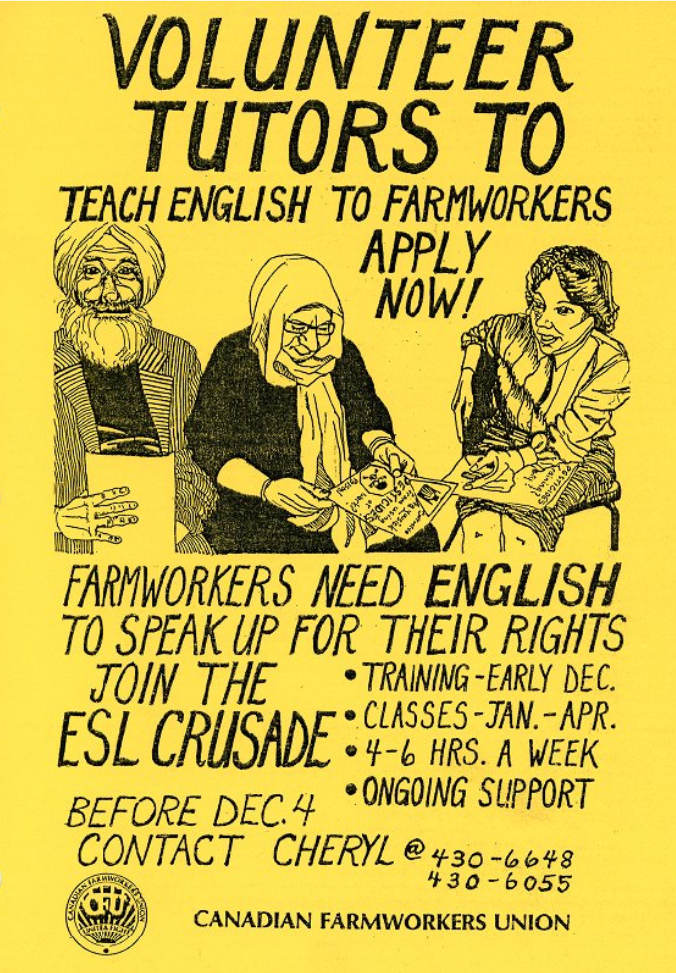 VOLUNTEER
TUTORS TO
TEACH ENGLISH TO FARMWORKERS
APPLY
NOW!
FARMWORKERS NEED ENGLISH
TO SPEAK UP FOR THEIR RIGHTS
JOIN THE
ESL CRUSADE
• TRAINING - EARLY DEC.
• CLASSES - JAN. - APR.
• 4-6 HRS. A WEEK
• ONGOING SUPPORT
BEFORE DEC. 4
CONTACT CHERYL @ 430-6648
430-6055
CANADIAN FARMWORKERS UNION
CFU
CANADIAN FARMWORKERS UNION